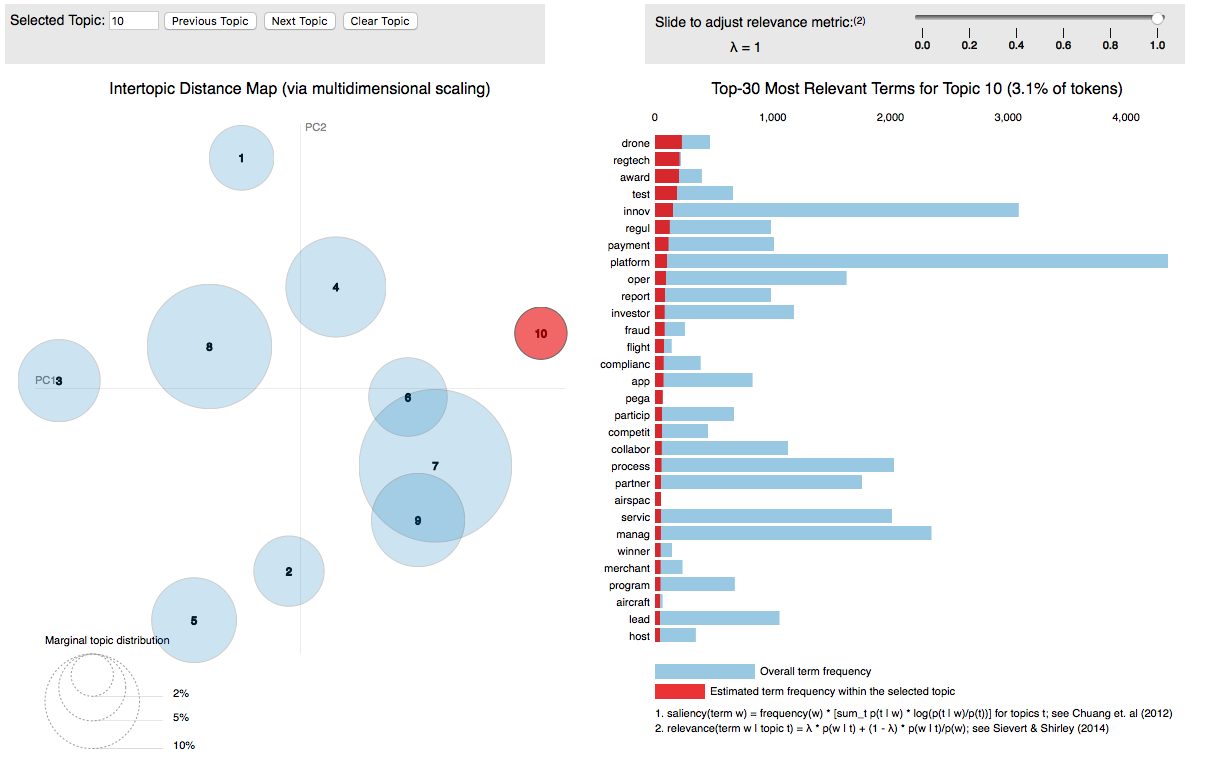 Selected Topic: 10 Previous Topic Next Topic Clear Topic
Slide to adjust relevance metric:(2)
λ = 1
0.0 0.2 0.4 0.6 0.8 1.0
Intertopic Distance Map (via multidimensional scaling)
PC2
PC1
1
4
10
8
3
6
7
9
2
5
Marginal topic distribution
2%
5%
10%
Top-30 Most Relevant Terms for Topic 10 (3.1% of tokens)
0 1,000 2,000 3,000 4,000
drone
regtech
award
test
innov
regul
payment
platform
oper
report
investor
fraud
flight
complianc
app
pega
particip
competit
collabor
process
partner
airspac
servic
manag
winner
merchant
program
aircraft
lead
host
Overall term frequency
Estimated term frequency within the selected topic
1. saliency(term w) = frequency(w) * [sum_t p(t | w) * log(p(t | w)/p(t))] for topics t; see Chuang et. al (2012)
2. relevance(term w | topic t) = λ * p(w | t) + (1 - λ) * p(w | t)/p(w); see Sievert & Shirley (2014)